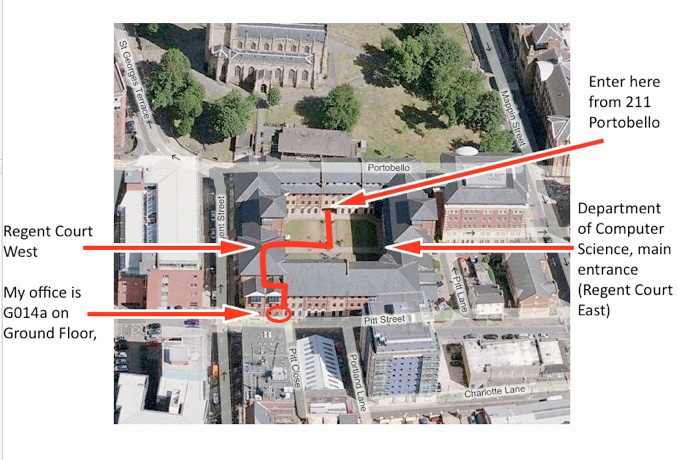 St Georges Terrace
Mappin Street
Enter here
from 211
Portobello
Portobello
Regent Court
West
Department
of Computer
Science, main
entrance
(Regent Court
East)
ent Street
My office is
G014a on
Ground Floor,
Pitt Lane
Pitt Street
Pitt Close
Portland Lane
Charlotte Lane